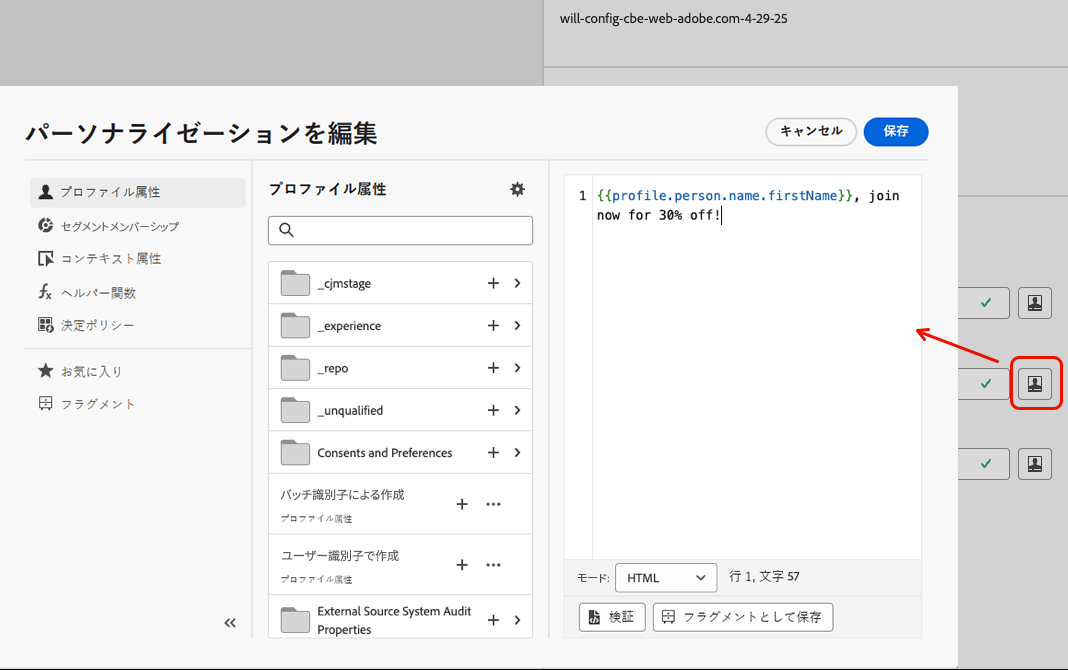 will-config-cbe-web-adobe.com-4-29-25
パーソナライゼーションを編集
キャンセル
保存
プロファイル属性
セグメントメンバーシップ
コンテキスト属性
ヘルパー関数
決定ポリシー
お気に入り
フラグメント
プロファイル属性
_cjmstage
_experience
_repo
_unqualified
Consents and Preferences
バッチ識別子による作成
プロファイル属性
ユーザー識別子で作成
プロファイル属性
External Source System Audit
Properties
1 {{profile.person.name.firstName}}, join
now for 30% off!
モード: HTML 行 1, 文字 57
検証
フラグメントとして保存